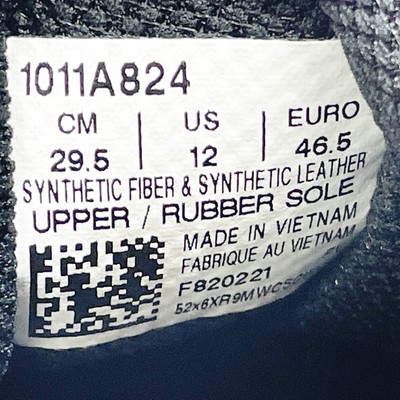 1011A824
CM | US | EURO
29.5 | 12 | 46.5
SYNTHETIC FIBER & SYNTHETIC LEATHER
UPPER / RUBBER SOLE
MADE IN VIETNAM
FABRIQUE AU VIETNAM
F820221